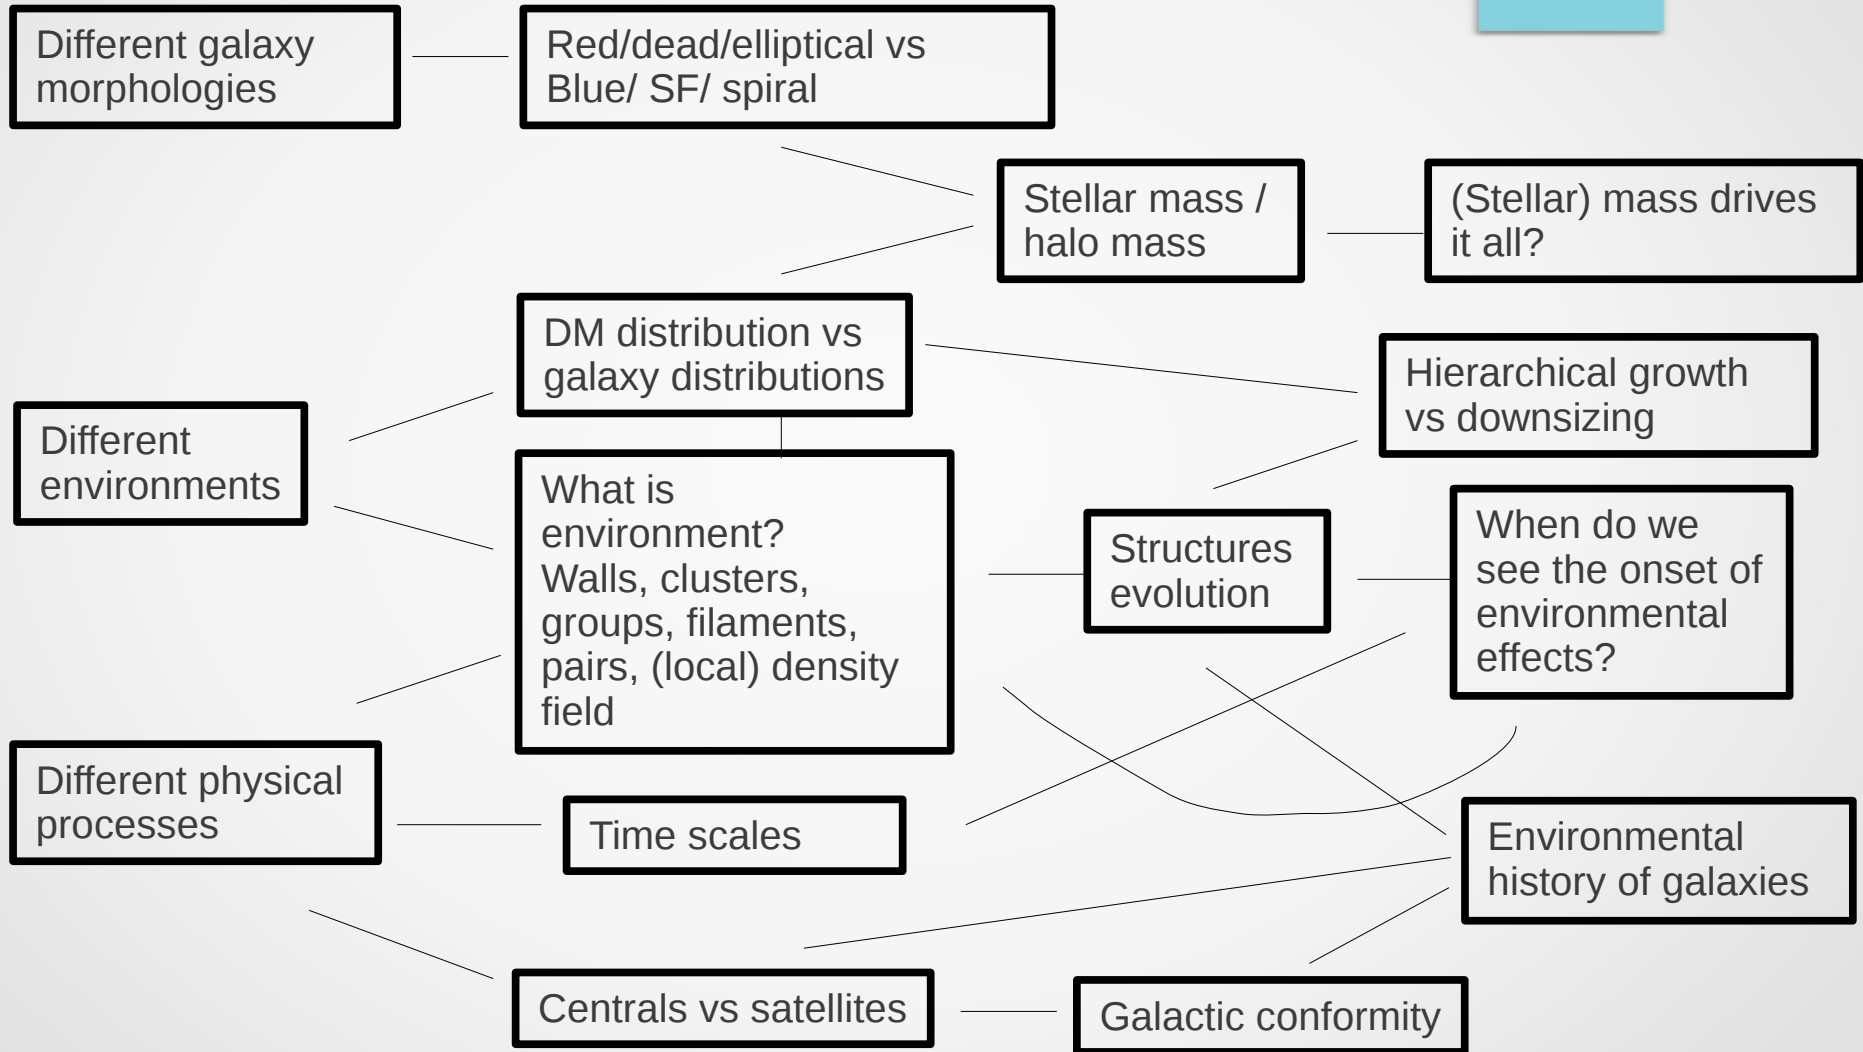 Different galaxy
morphologies
Red/dead/elliptical vs
Blue/ SF/ spiral
Stellar mass /
halo mass
(Stellar) mass drives
it all?
DM distribution vs
galaxy distributions
Hierarchical growth
vs downsizing
Different
environments
What is
environment?
Walls, clusters,
groups, filaments,
pairs, (local) density
field
Structures
evolution
When do we
see the onset of
environmental
effects?
Different physical
processes
Time scales
Environmental
history of galaxies
Centrals vs satellites
Galactic conformity